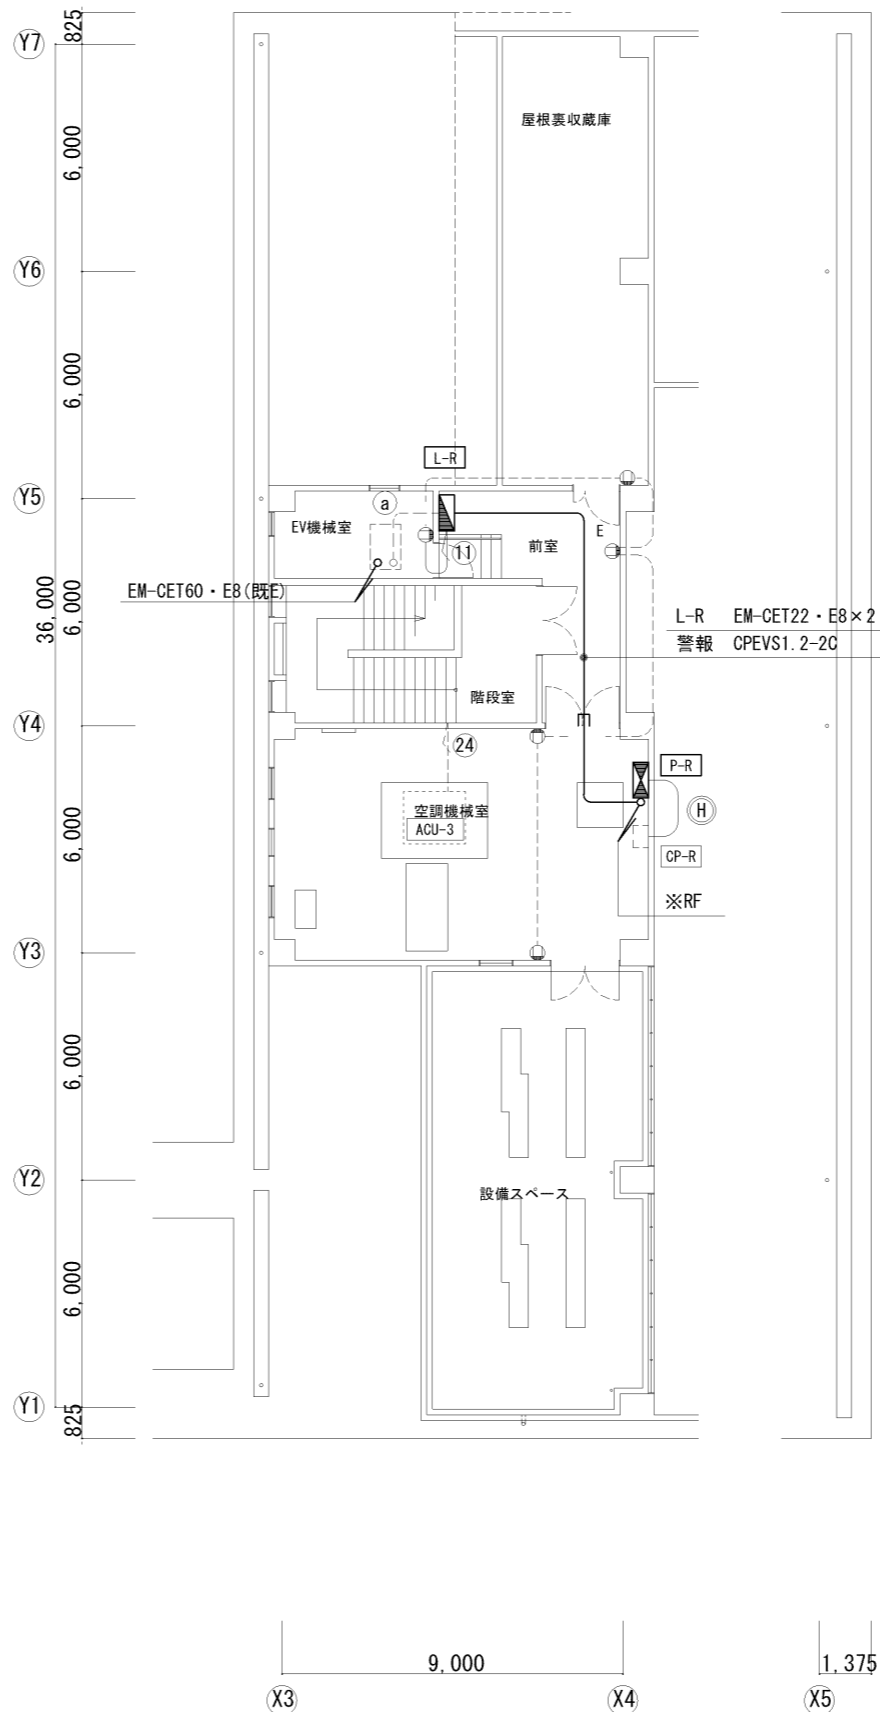 825
Y7
6,000
屋根裏収蔵庫
Y6
6,000
L-R
Y5
a
EV機械室
11
前室
E
EM-CET60・E8(既E)
36,000
6,000
L-R EM-CET22・E8×2
警報 CPEVS1.2-2C
階段室
Y4
24
E
P-R
空調機械室
ACU-3
H
6,000
CP-R
※RF
Y3
6,000
Y2
設備スペース
6,000
Y1
825
9,000
1,375
X3
X4
X5